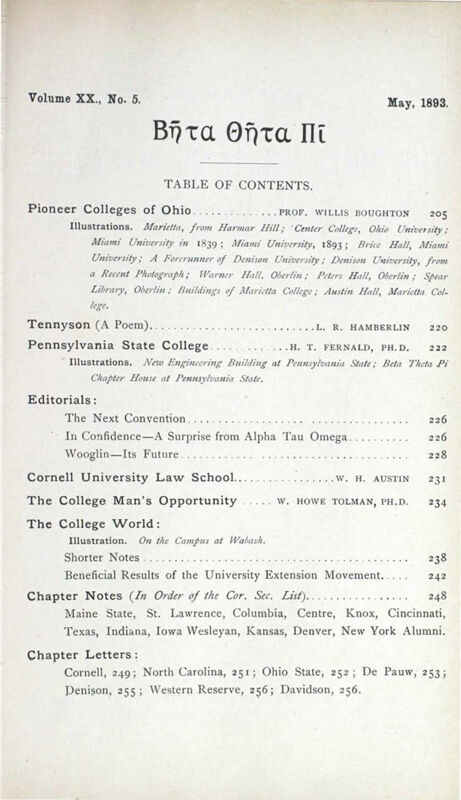 Volume XX., No. 5.
May, 1893.
Βῆτα Θῆτα Πῖ
TABLE OF CONTENTS.
Pioneer Colleges of Ohio..............PROF. WILLIS BOUGHTON 205
Illustrations. Marietta, from Harmar Hill; Center College, Ohio University;
Miami University in 1839; Miami University, 1893; Brice Hall, Miami
University; A Forerunner of Denison University; Denison University, from
a Recent Photograph; Warner Hall, Oberlin; Peters Hall, Oberlin; Spear
Library, Oberlin; Buildings of Marietta College; Austin Hall, Marietta Col-
lege.
Tennyson (A Poem)............................L. R. HAMBERLIN 220
Pennsylvania State College.............H. T. FERNALD, PH.D. 222
Illustrations. New Engineering Building at Pennsylvania State; Beta Theta Pi
Chapter House at Pennsylvania State.
Editorials:
The Next Convention.................................... 226
In Confidence—A Surprise from Alpha Tau Omega.......... 226
Wooglin—Its Future..................................... 228
Cornell University Law School.................W. H. AUSTIN 231
The College Man's Opportunity.....W. HOWE TOLMAN, PH.D. 234
The College World:
Illustration. On the Campus at Wabash.
Shorter Notes.......................................... 238
Beneficial Results of the University Extension Movement..... 242
Chapter Notes (In Order of the Cor. Sec. List)................. 248
Maine State, St. Lawrence, Columbia, Centre, Knox, Cincinnati,
Texas, Indiana, Iowa Wesleyan, Kansas, Denver, New York Alumni.
Chapter Letters:
Cornell, 249; North Carolina, 251; Ohio State, 252; De Pauw, 253;
Denison, 255; Western Reserve, 256; Davidson, 256.